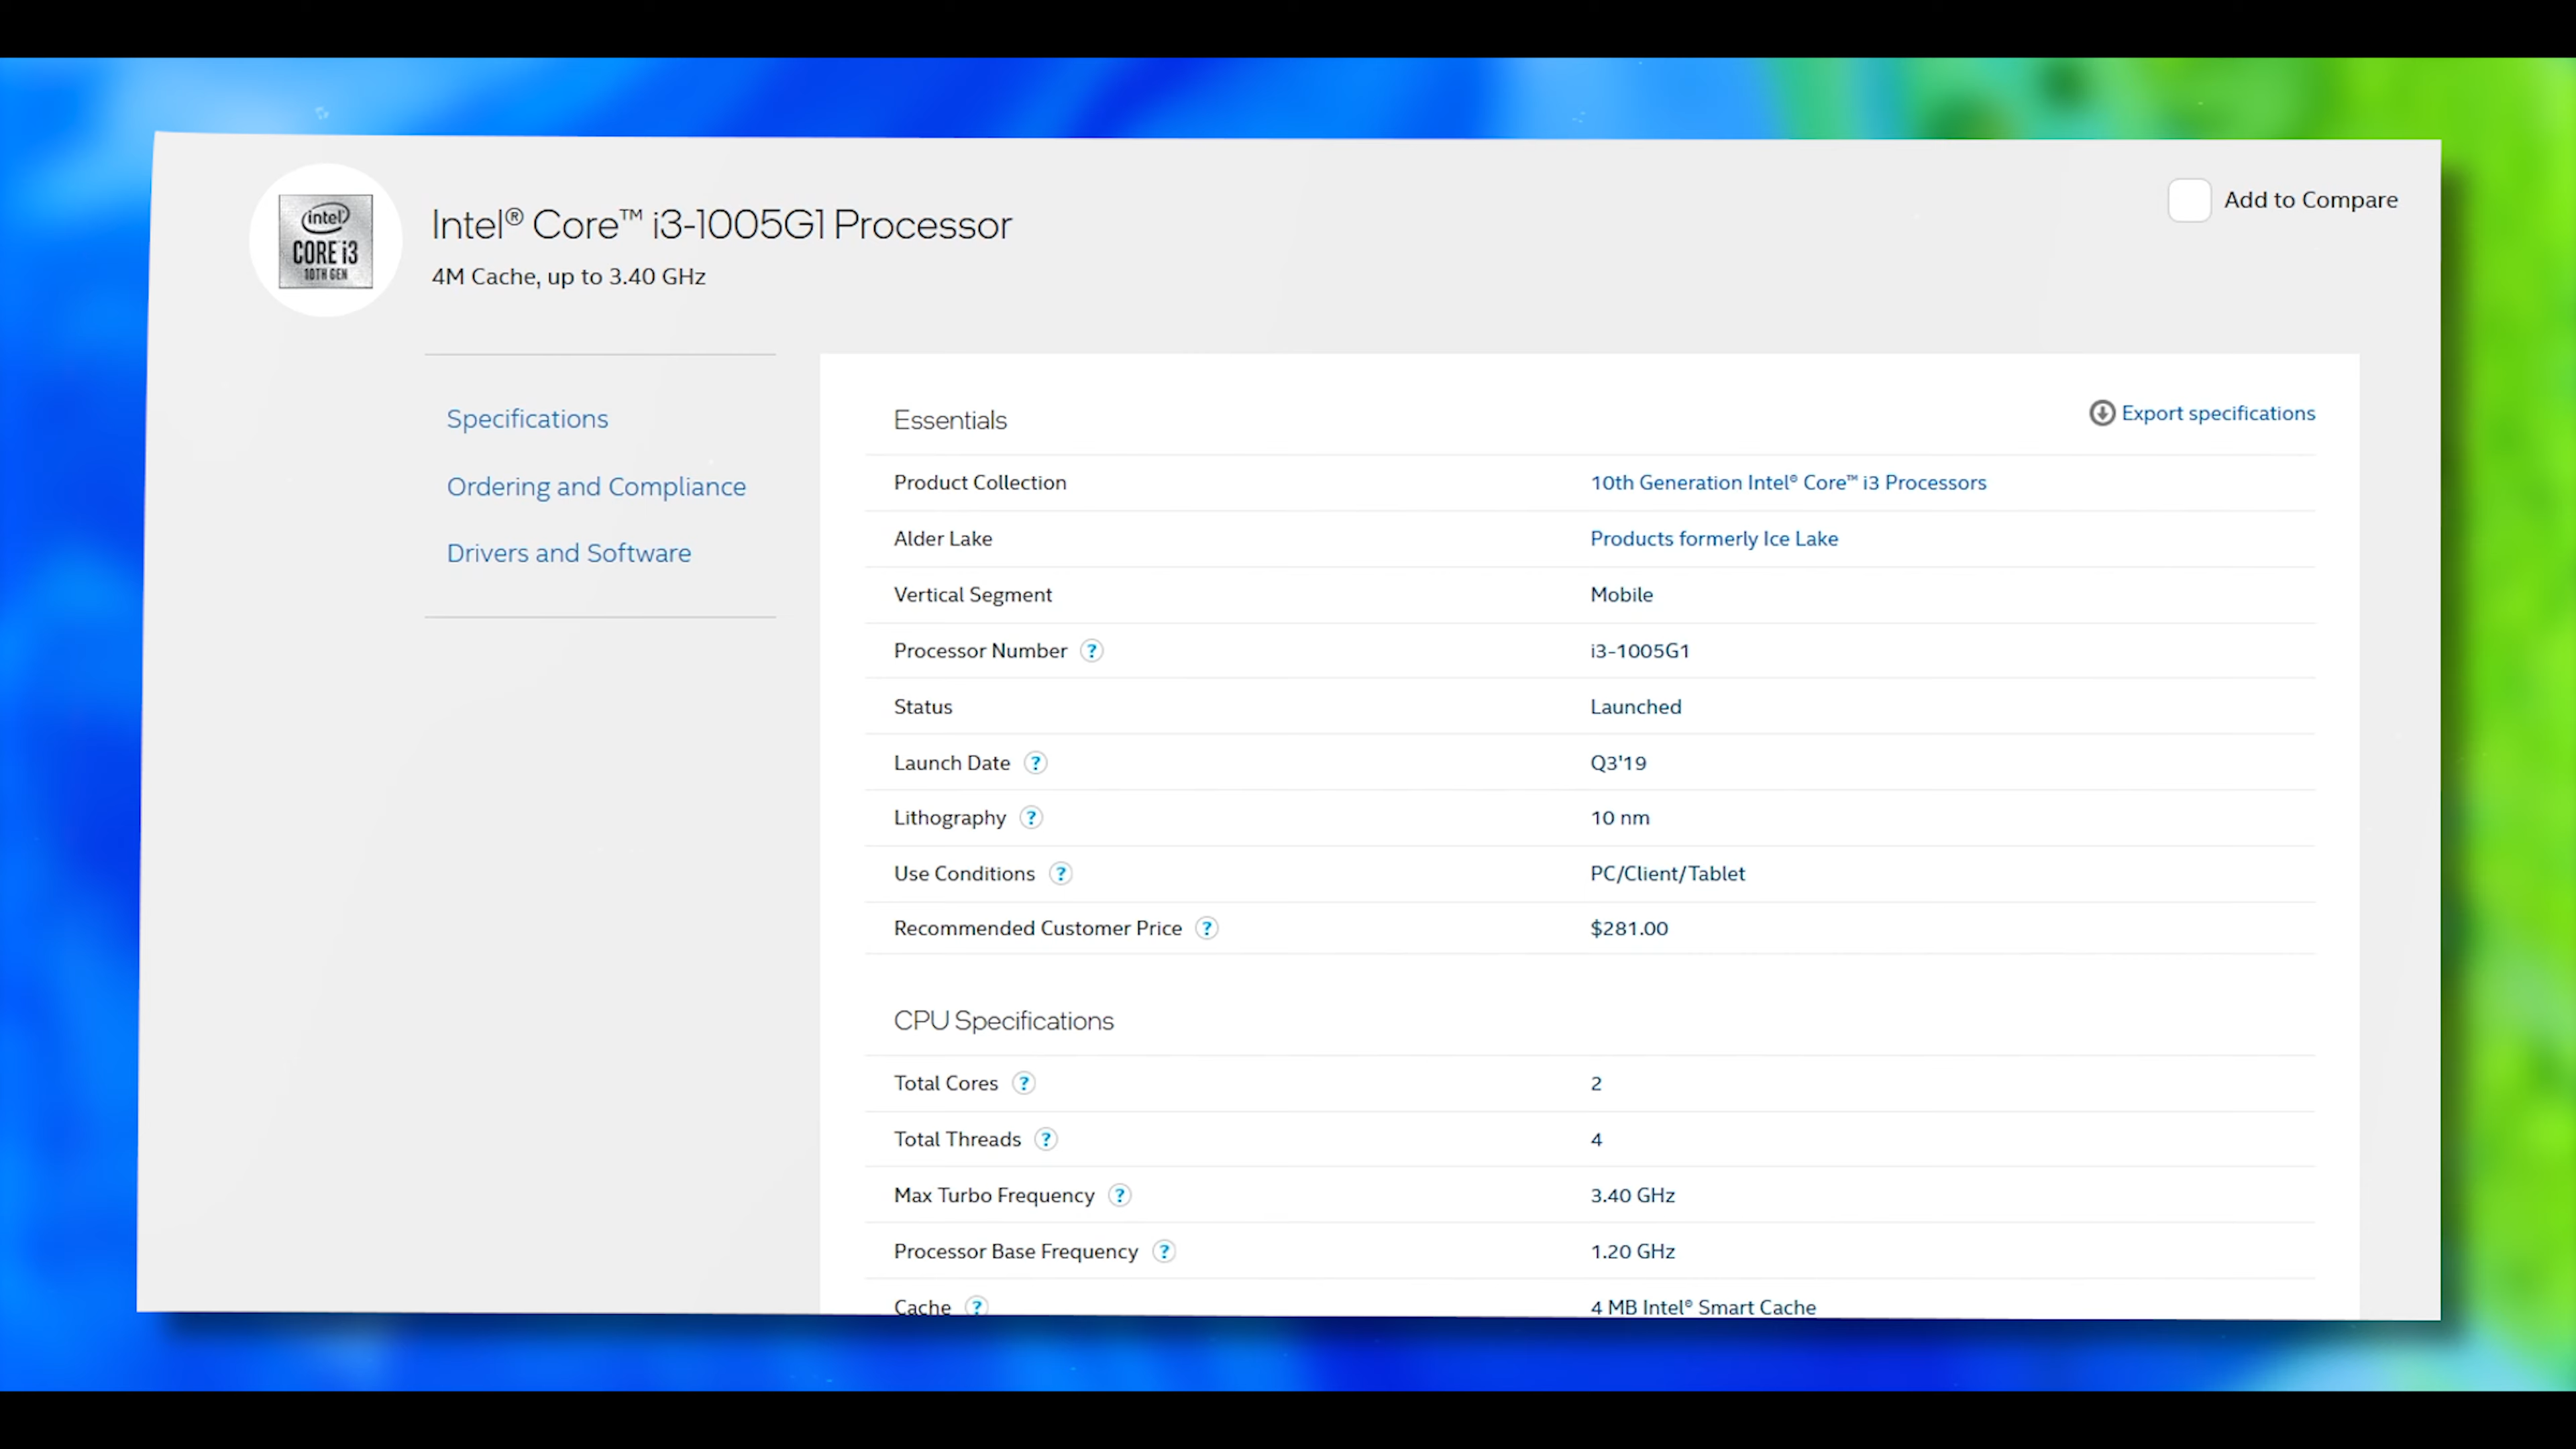 intel
CORE i3
10TH GEN
Intel® Core™ i3-1005G1 Processor
4M Cache, up to 3.40 GHz
Add to Compare
Specifications
Ordering and Compliance
Drivers and Software
Essentials
Export specifications
Product Collection 10th Generation Intel® Core™ i3 Processors
Alder Lake Products formerly Ice Lake
Vertical Segment Mobile
Processor Number ? i3-1005G1
Status Launched
Launch Date ? Q3'19
Lithography ? 10 nm
Use Conditions ? PC/Client/Tablet
Recommended Customer Price ? $281.00
CPU Specifications
Total Cores ? 2
Total Threads ? 4
Max Turbo Frequency ? 3.40 GHz
Processor Base Frequency ? 1.20 GHz
Cache ? 4 MB Intel® Smart Cache